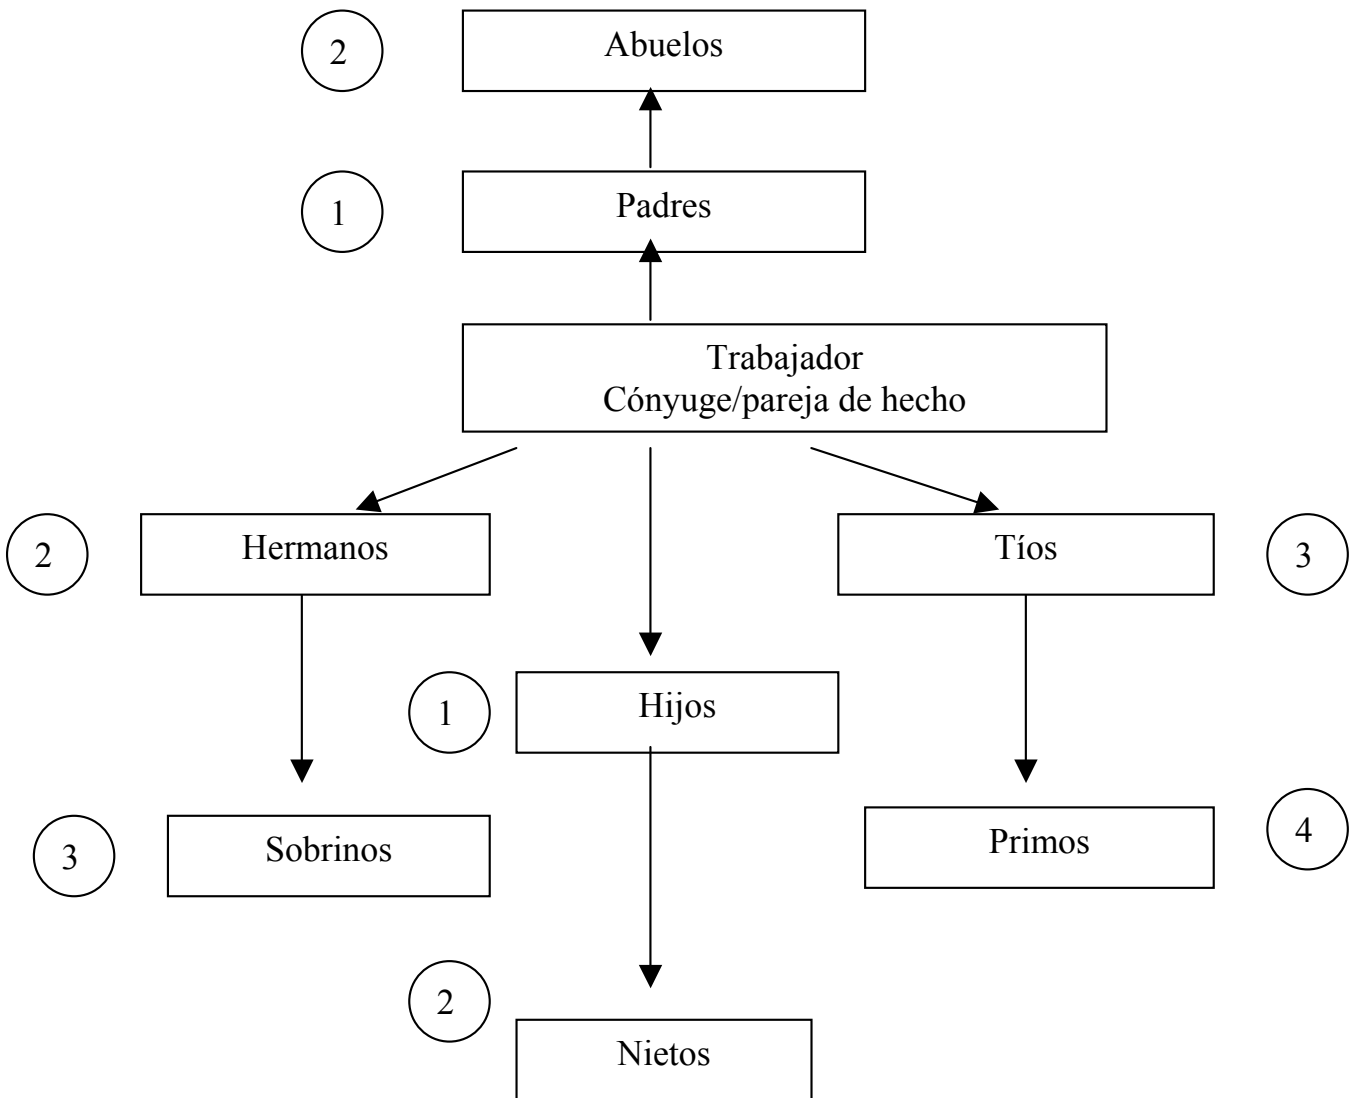 2
Abuelos
1
Padres
Trabajador
Cónyuge/pareja de hecho
2
Hermanos
Tíos
3
1
Hijos
3
Sobrinos
Primos
4
2
Nietos